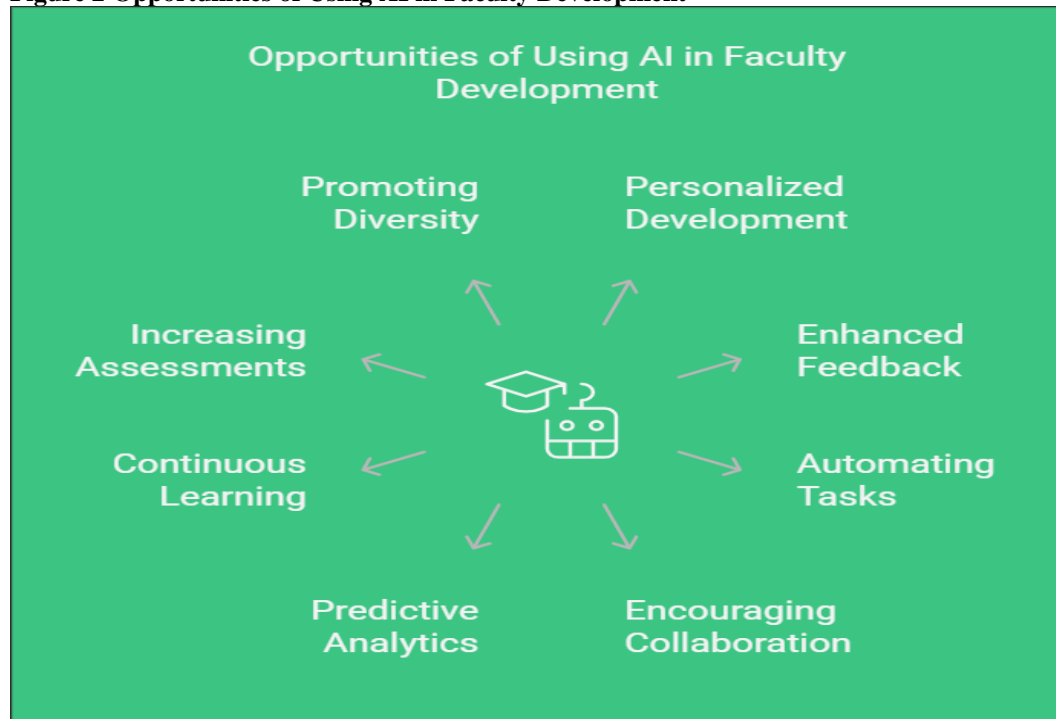 Opportunities of Using AI in Faculty
Development
Promoting
Diversity
Personalized
Development
Increasing
Assessments
Enhanced
Feedback
Continuous
Learning
Automating
Tasks
Predictive
Analytics
Encouraging
Collaboration